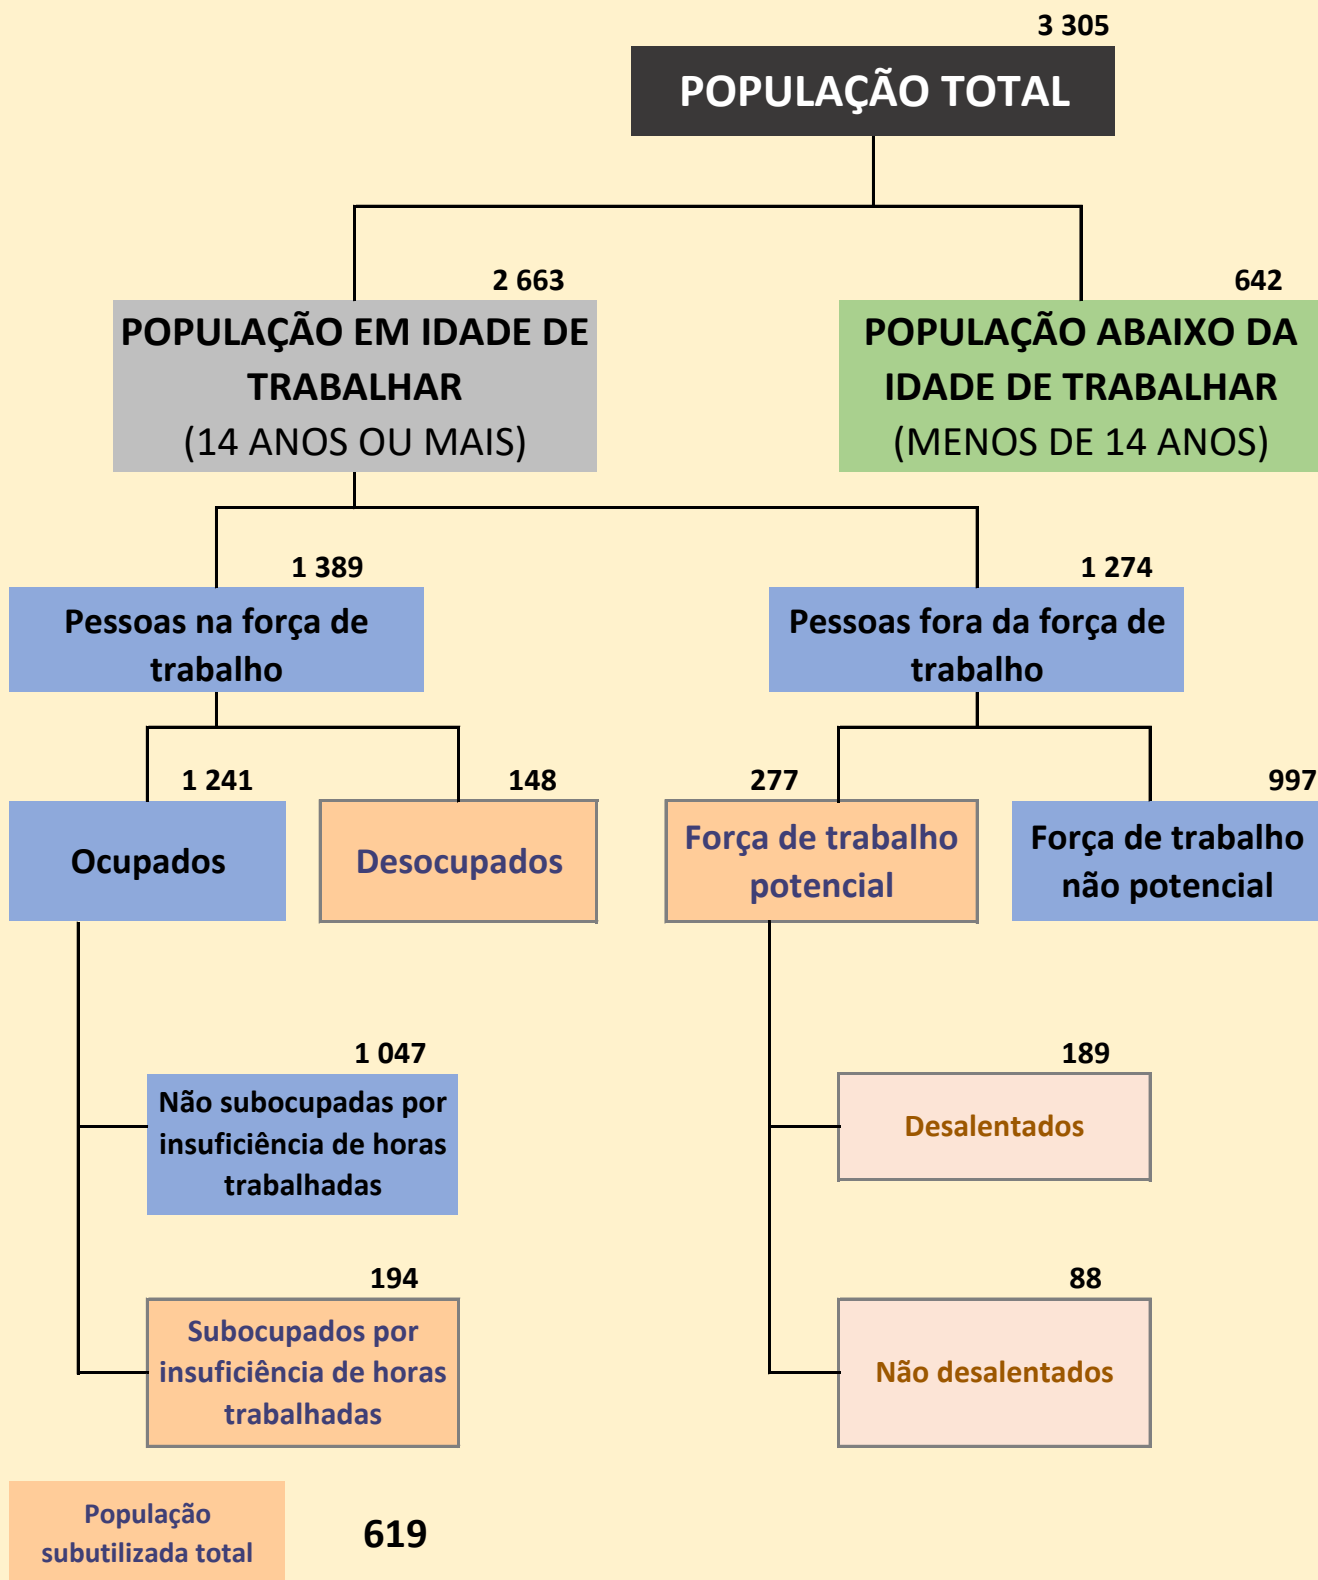 3 305
POPULAÇÃO TOTAL
2 663
POPULAÇÃO EM IDADE DE
TRABALHAR
(14 ANOS OU MAIS)
642
POPULAÇÃO ABAIXO DA
IDADE DE TRABALHAR
(MENOS DE 14 ANOS)
1 389
Pessoas na força de
trabalho
1 274
Pessoas fora da força de
trabalho
1 241
Ocupados
148
Desocupados
277
Força de trabalho
potencial
997
Força de trabalho
não potencial
1 047
Não subocupadas por
insuficiência de horas
trabalhadas
189
Desalentados
194
Subocupados por
insuficiência de horas
trabalhadas
88
Não desalentados
População
subutilizada total
619